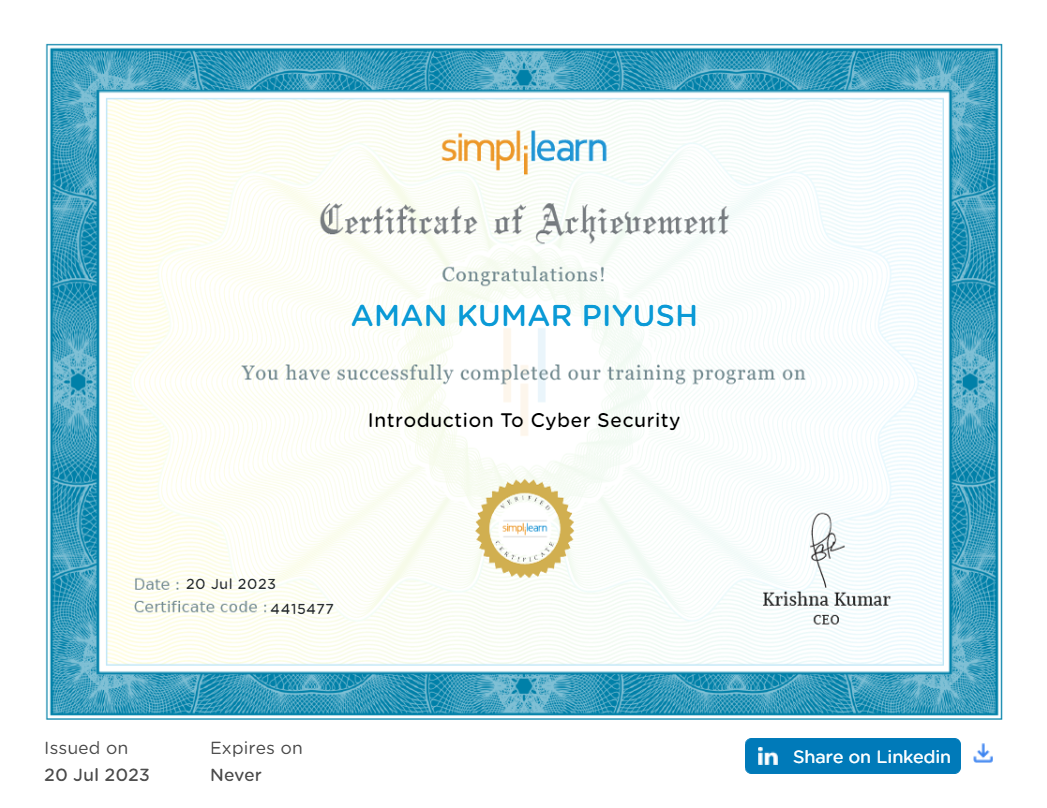 simplilearn
Certificate of Achievement
Congratulations!
AMAN KUMAR PIYUSH
You have successfully completed our training program on
Introduction To Cyber Security
VERIFIED
simplilearn
CERTIFICATE
Date : 20 Jul 2023
Certificate code : 4415477
Krishna Kumar
CEO
Issued on
20 Jul 2023
Expires on
Never
in Share on Linkedin